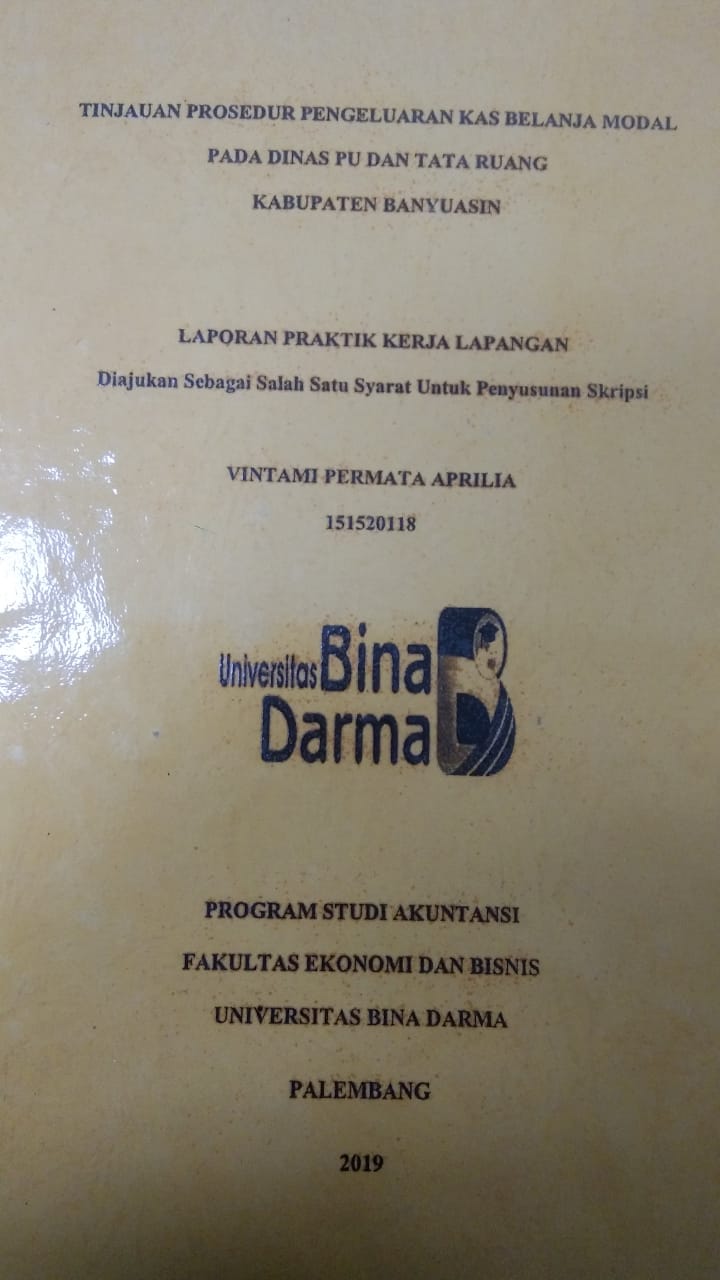 TINJAUAN PROSEDUR PENGELUARAN KAS BELANJA MODAL
PADA DINAS PU DAN TATA RUANG
KABUPATEN BANYUASIN
LAPORAN PRAKTIK KERJA LAPANGAN
Diajukan Sebagai Salah Satu Syarat Untuk Penyusunan Skripsi
VINTAMI PERMATA APRILIA
151520118
Universitas Bina
Darma
PROGRAM STUDI AKUNTANSI
FAKULTAS EKONOMI DAN BISNIS
UNIVERSITAS BINA DARMA
PALEMBANG
2019